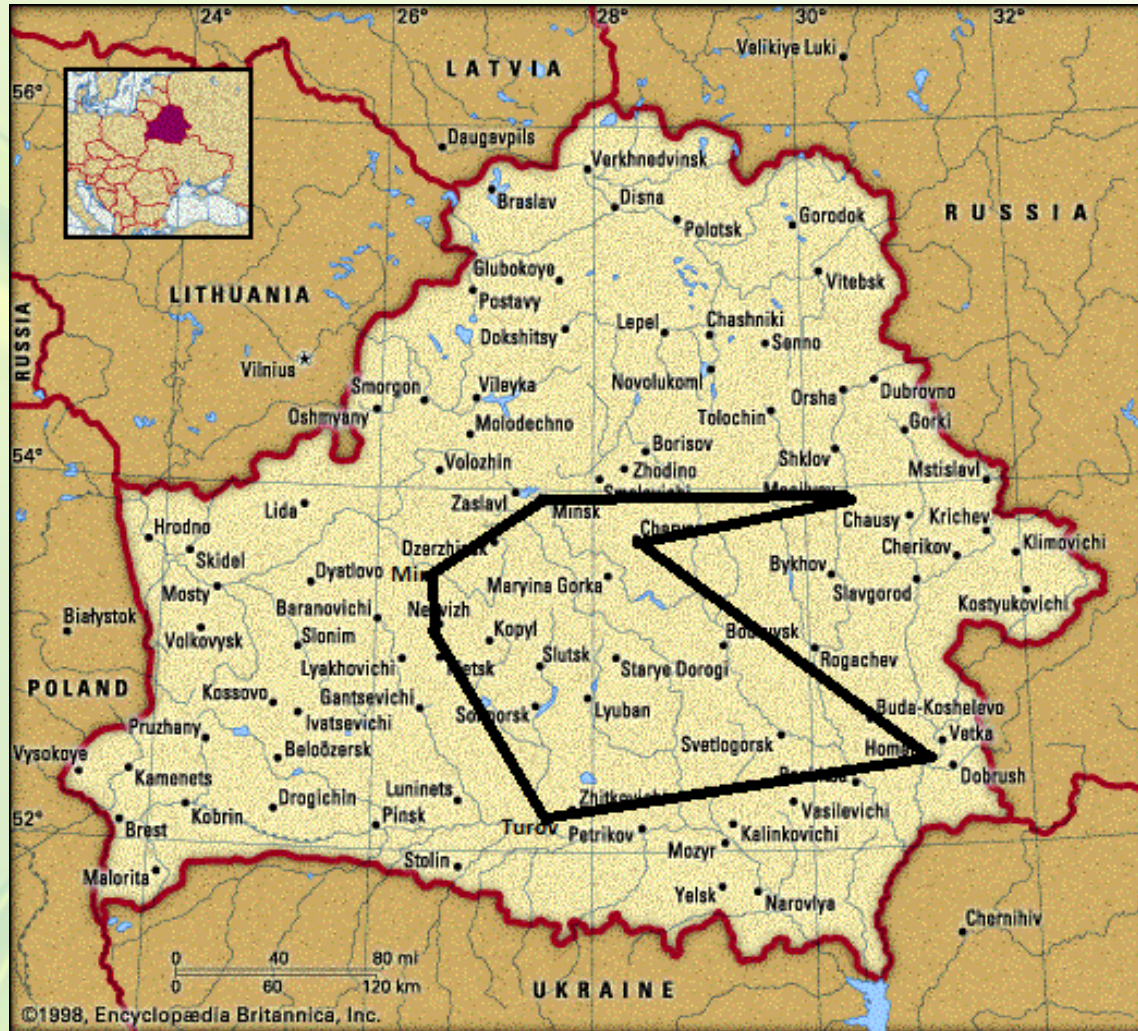 24° 26° 28° 30° 32°
Velikiye Luki
LATVIA
56°
Daugavpils
Verkhnedvinsk
Braslav
Disna
RUSSIA
Polotsk
Gorodok
Glubokoye
Vitebsk
LITHUANIA
Postavy
Lepel
Chashniki
Dokshitsy
Senno
RUSSIA
Vilnius
Smorgon
Vileyka
Novolukoml
Dubrovno
Orsha
Oshmyany
Tolochin
Molodechno
Gorki
Borisov
Shklov
54°
Volozhin
Zhodino
Mstislavl
Zaslavl
Lida
Minsk
Chausy
Krichev
Hrodno
Klimovichi
Skidel
Cherikov
Bykhov
Dyatlovo
Maryina Gorka
Mosty
Slavgorod
Kostyukovichi
Baranovichi
Białystok
Kopyl
Volkovysk
Slonim
Slutsk
Rogachev
Lyakhovichi
Starye Dorogi
POLAND
Kossovo
Gantsevichi
Lyuban
Buda-Koshelevo
Ivatsevichi
Pruzhany
Svetlogorsk
Vetka
Vysokoye
Beloözersk
Dobrush
Kamenets
Luninets
Drogichin
Vasilevichi
Kobrin
Pinsk
52°
Brest
Turov
Petrikov
Kalinkovichi
Mozyr
Stolin
Malorita
Yelsk
Narovlya
Chernihiv
0 40 80 mi
0 60 120 km
UKRAINE
©1998, Encyclopædia Britannica, Inc.